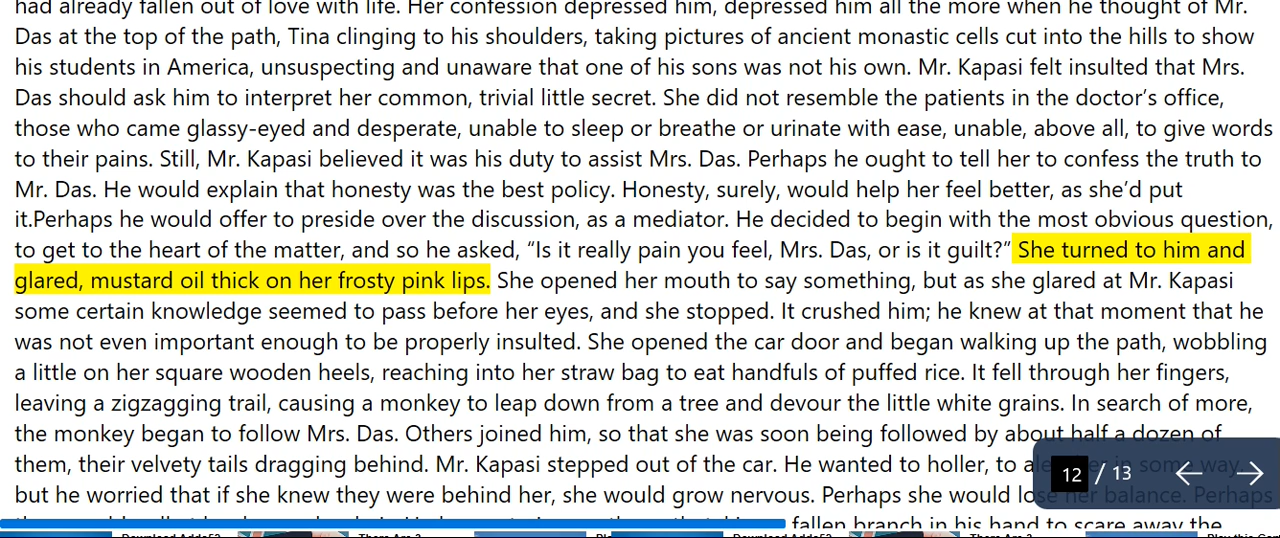 had already fallen out of love with life. Her confession depressed him, depressed him all the more when he thought of Mr.
Das at the top of the path, Tina clinging to his shoulders, taking pictures of ancient monastic cells cut into the hills to show
his students in America, unsuspecting and unaware that one of his sons was not his own. Mr. Kapasi felt insulted that Mrs.
Das should ask him to interpret her common, trivial little secret. She did not resemble the patients in the doctor’s office,
those who came glassy-eyed and desperate, unable to sleep or breathe or urinate with ease, unable, above all, to give words
to their pains. Still, Mr. Kapasi believed it was his duty to assist Mrs. Das. Perhaps he ought to tell her to confess the truth to
Mr. Das. He would explain that honesty was the best policy. Honesty, surely, would help her feel better, as she’d put
it.Perhaps he would offer to preside over the discussion, as a mediator. He decided to begin with the most obvious question,
to get to the heart of the matter, and so he asked, “Is it really pain you feel, Mrs. Das, or is it guilt?” She turned to him and
glared, mustard oil thick on her frosty pink lips. She opened her mouth to say something, but as she glared at Mr. Kapasi
some certain knowledge seemed to pass before her eyes, and she stopped. It crushed him; he knew at that moment that he
was not even important enough to be properly insulted. She opened the car door and began walking up the path, wobbling
a little on her square wooden heels, reaching into her straw bag to eat handfuls of puffed rice. It fell through her fingers,
leaving a zigzagging trail, causing a monkey to leap down from a tree and devour the little white grains. In search of more,
the monkey began to follow Mrs. Das. Others joined him, so that she was soon being followed by about half a dozen of
them, their velvety tails dragging behind. Mr. Kapasi stepped out of the car. He wanted to holler, to alert her in some way,
but he worried that if she knew they were behind her, she would grow nervous. Perhaps she would lose her balance. Perhaps
12 / 13
fallen branch in his hand to scare away the